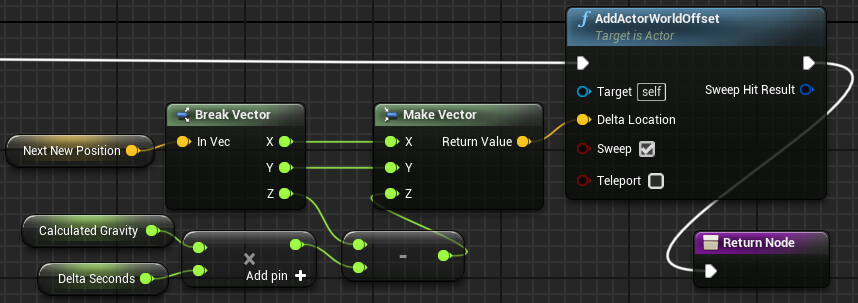 AddActorWorldOffset
Target is Actor
Target self
Sweep Hit Result
Delta Location
Sweep
Teleport
Break Vector
In Vec
X
Y
Z
Make Vector
X
Return Value
Y
Z
Next New Position
Calculated Gravity
Delta Seconds
×
Add pin +
-
Return Node